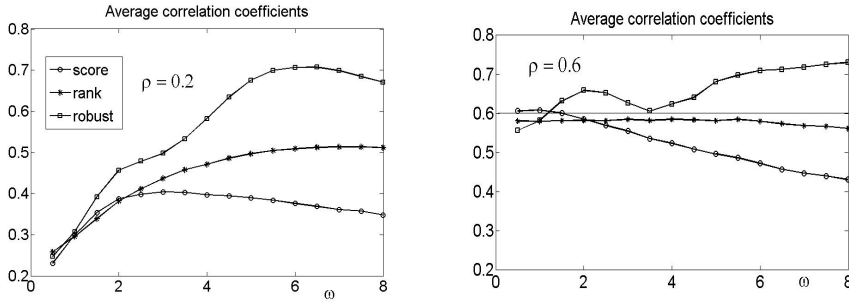 Average correlation coefficients
0.8
0.7
0.6
0.5
0.4
0.3
0.2
score
rank
robust
ρ = 0.2
0
2
4
6
8
ω
Average correlation coefficients
0.8
0.7
0.6
0.5
0.4
0.3
0.2
ρ = 0.6
0
2
4
6
8
ω